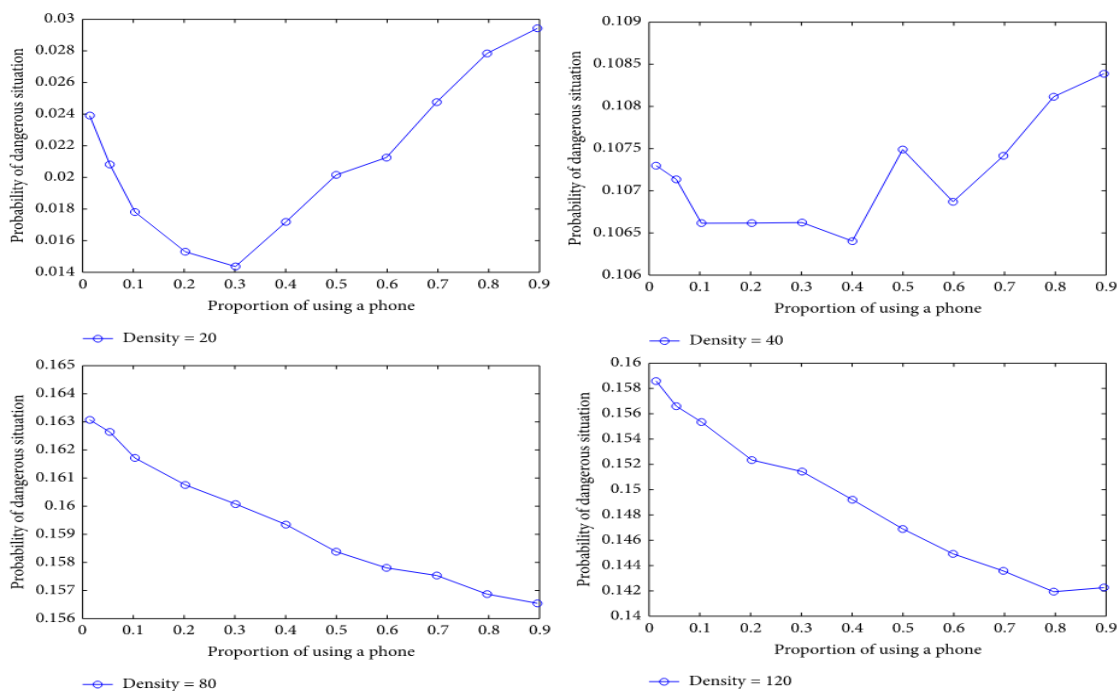 0.03
0.028
0.026
0.024
0.022
0.02
0.018
0.016
0.014
Probability of dangerous situation
0 0.1 0.2 0.3 0.4 0.5 0.6 0.7 0.8 0.9
Proportion of using a phone
Density = 20
0.109
0.1085
0.108
0.1075
0.107
0.1065
0.106
Probability of dangerous situation
0 0.1 0.2 0.3 0.4 0.5 0.6 0.7 0.8 0.9
Proportion of using a phone
Density = 40
0.165
0.164
0.163
0.162
0.161
0.16
0.159
0.158
0.157
0.156
Probability of dangerous situation
0 0.1 0.2 0.3 0.4 0.5 0.6 0.7 0.8 0.9
Proportion of using a phone
Density = 80
0.16
0.158
0.156
0.154
0.152
0.15
0.148
0.146
0.144
0.142
0.14
Probability of dangerous situation
0 0.1 0.2 0.3 0.4 0.5 0.6 0.7 0.8 0.9
Proportion of using a phone
Density = 120